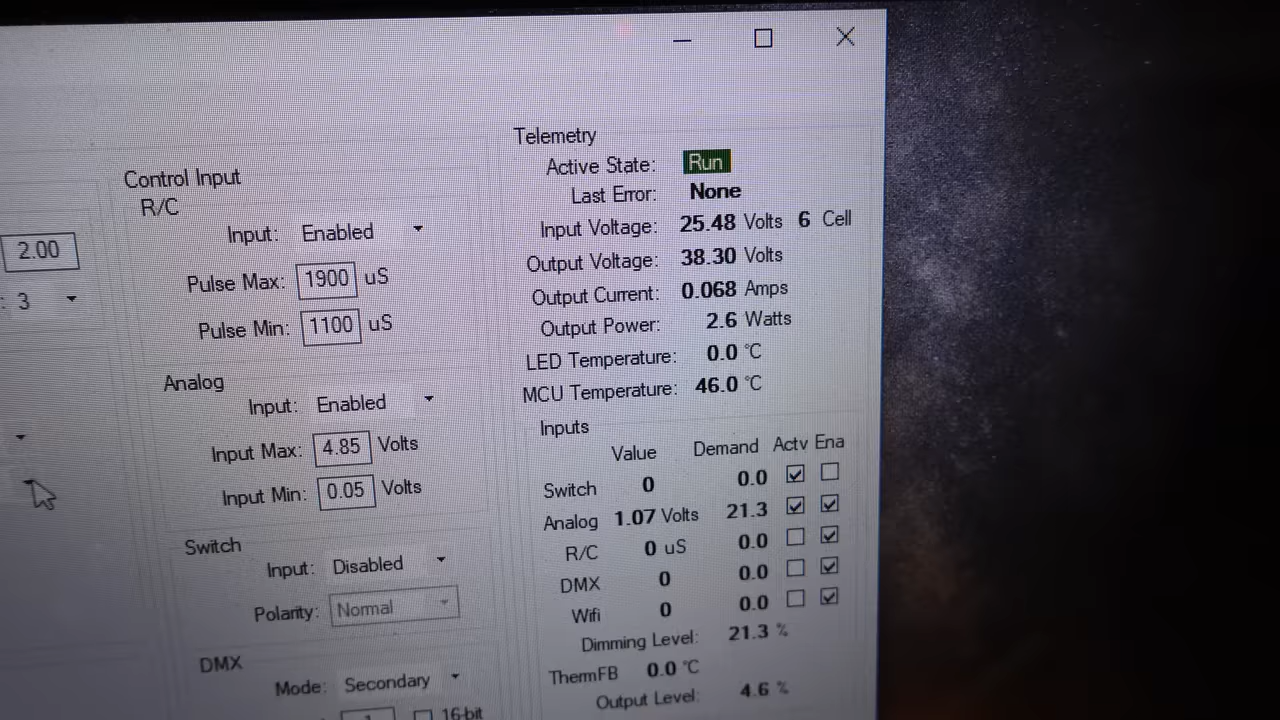 2.00
: 3
Control Input
R/C
Input: Enabled
Pulse Max: 1900 uS
Pulse Min: 1100 uS
Analog
Input: Enabled
Input Max: 4.85 Volts
Input Min: 0.05 Volts
Switch
Input: Disabled
Polarity: Normal
DMX
Mode: Secondary
16-bit
Telemetry
Active State: Run
Last Error: None
Input Voltage: 25.48 Volts 6 Cell
Output Voltage: 38.30 Volts
Output Current: 0.068 Amps
Output Power: 2.6 Watts
LED Temperature: 0.0 °C
MCU Temperature: 46.0 °C
Inputs
Value Demand Actv Ena
Switch 0 0.0
Analog 1.07 Volts 21.3
R/C 0 uS 0.0
DMX 0 0.0
Wifi 0 0.0
Dimming Level: 21.3 %
ThermFB 0.0 °C
Output Level: 4.6 %